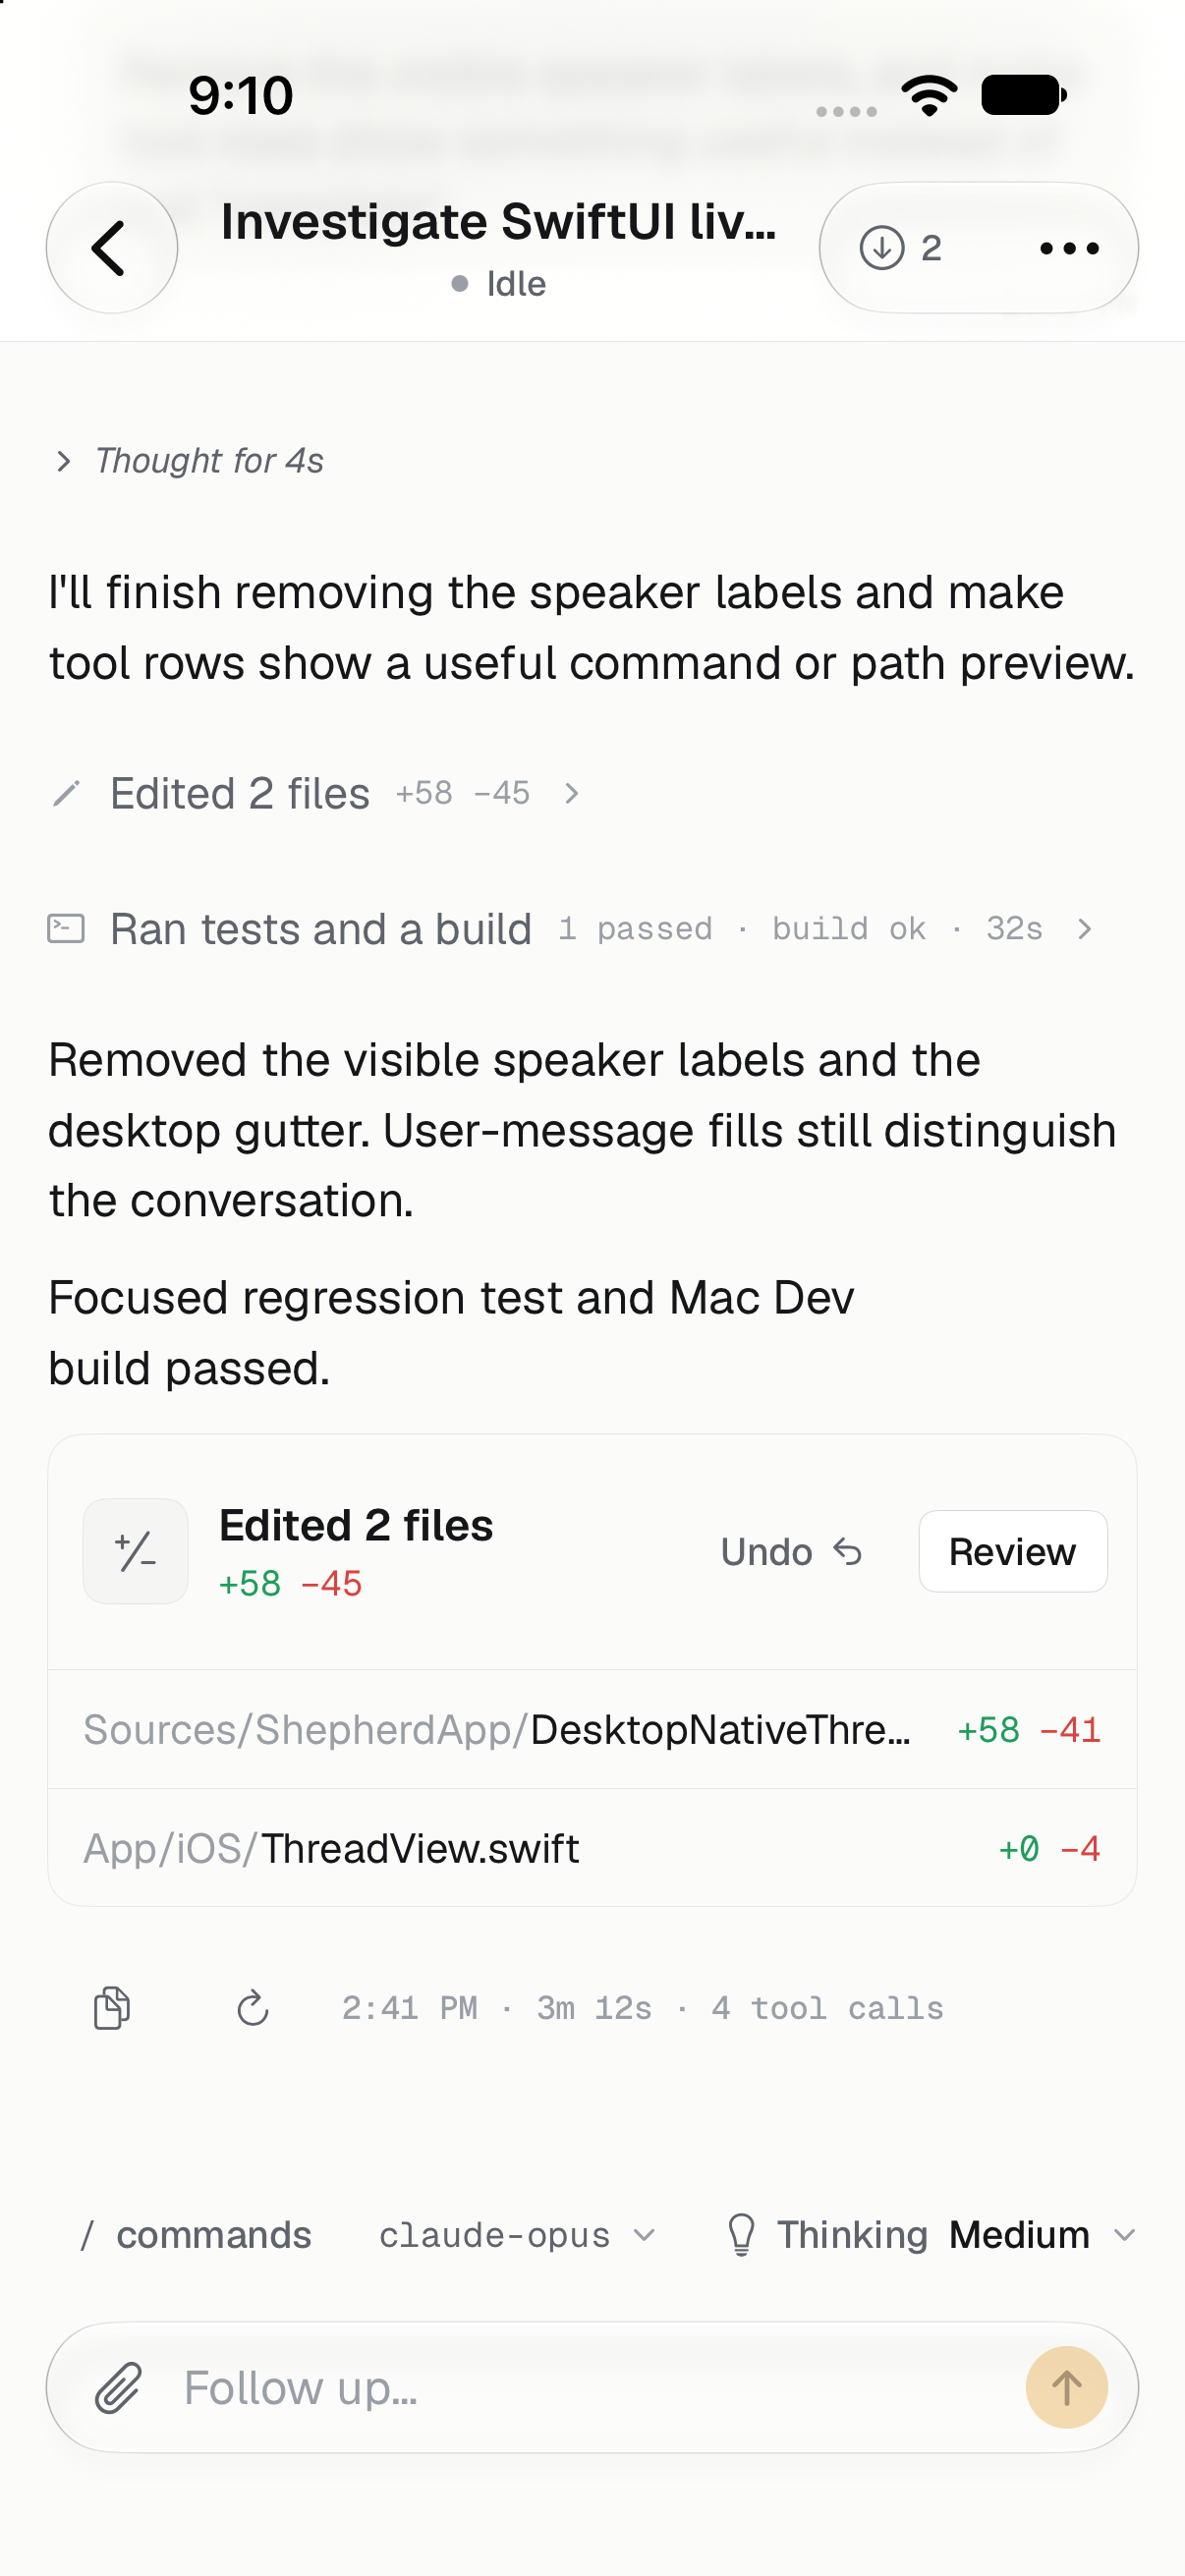 9:10
Investigate SwiftUI liv...
Idle
2
Thought for 4s
I'll finish removing the speaker labels and make
tool rows show a useful command or path preview.
Edited 2 files +58 −45
Ran tests and a build 1 passed · build ok · 32s
Removed the visible speaker labels and the
desktop gutter. User-message fills still distinguish
the conversation.
Focused regression test and Mac Dev
build passed.
Edited 2 files
+58 −45
Undo
Review
Sources/ShepherdApp/DesktopNativeThre... +58 −41
App/iOS/ThreadView.swift +0 −4
2:41 PM · 3m 12s · 4 tool calls
/ commands claude-opus Thinking Medium
Follow up...